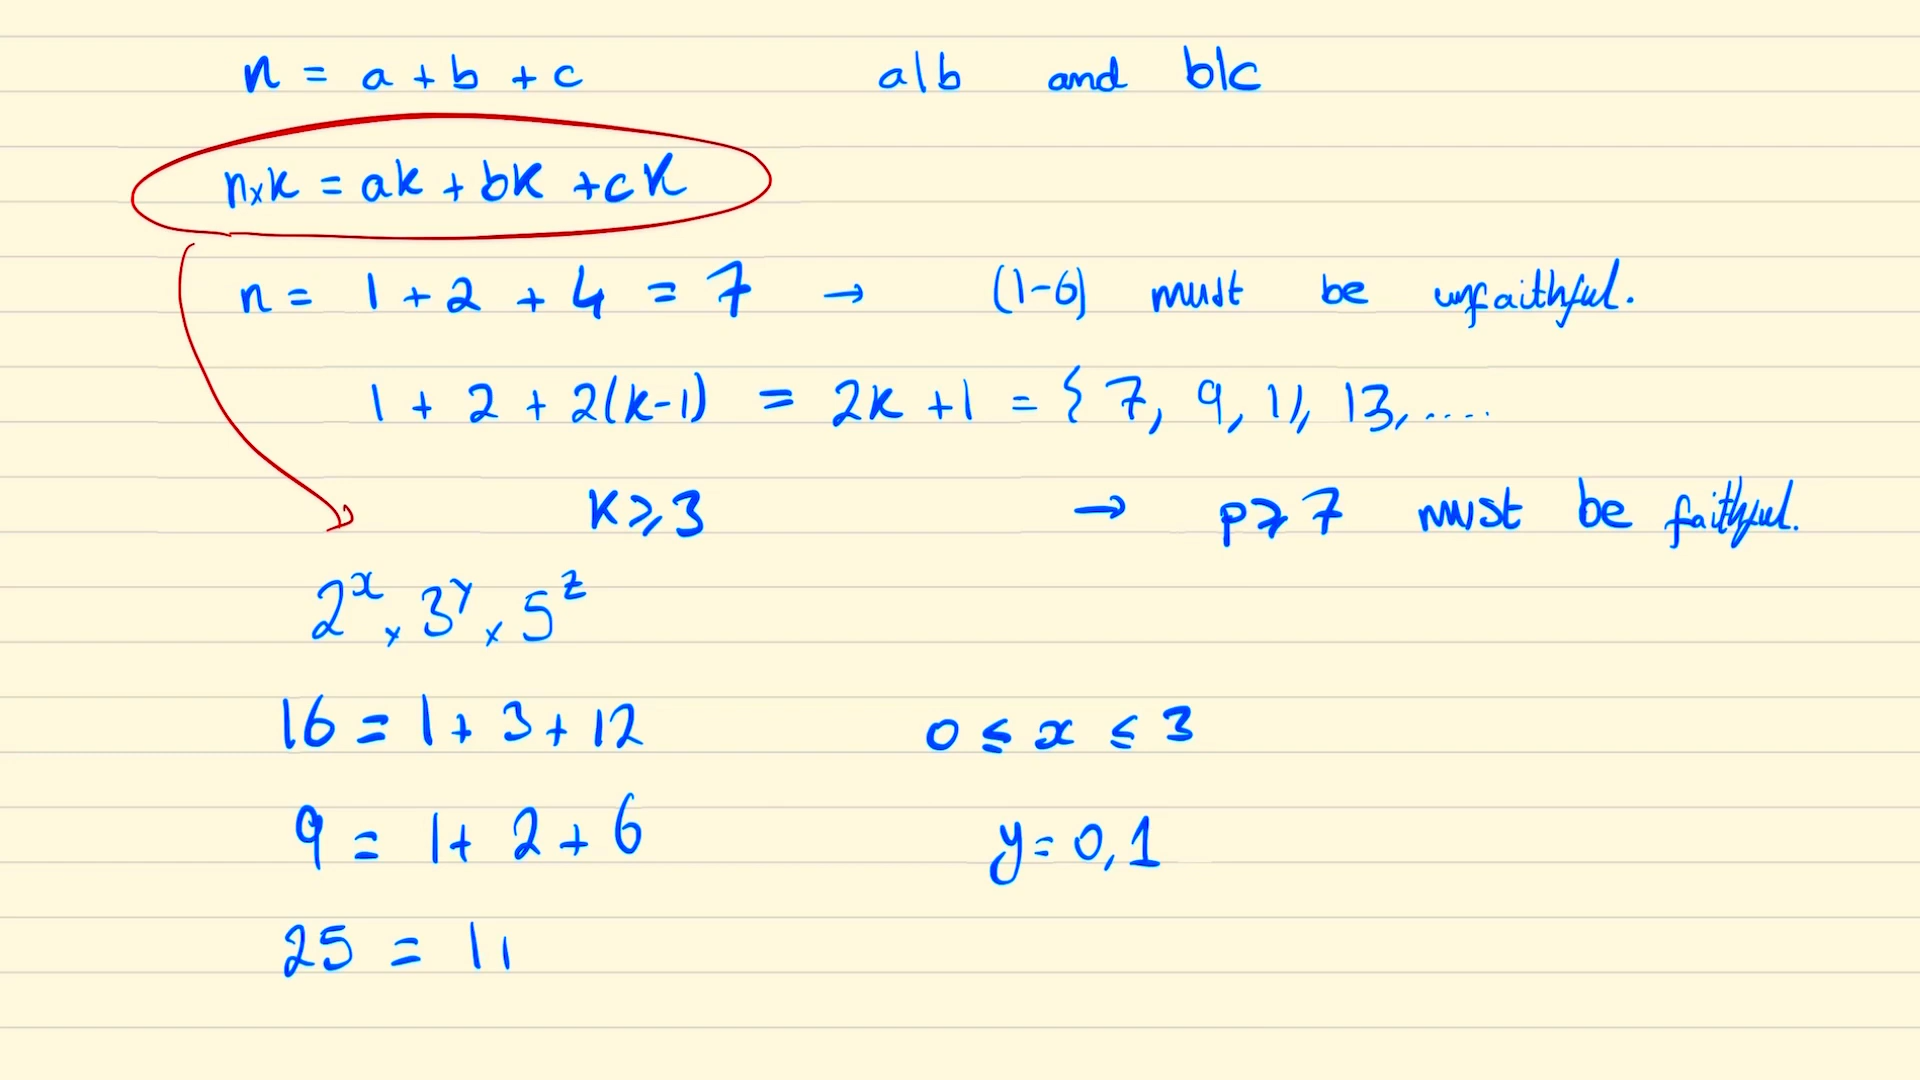 n = a + b + c a|b and b|c
n×k = ak + bk + ck
n = 1 + 2 + 4 = 7 → (1-6) must be unfaithful.
1 + 2 + 2(k-1) = 2k + 1 = { 7, 9, 11, 13, ....
k ⩾ 3 → p ⩾ 7 must be faithful.
2^x × 3^y × 5^z
16 = 1 + 3 + 12 0 ≤ x ≤ 3
9 = 1 + 2 + 6 y = 0, 1
25 = 1 ı